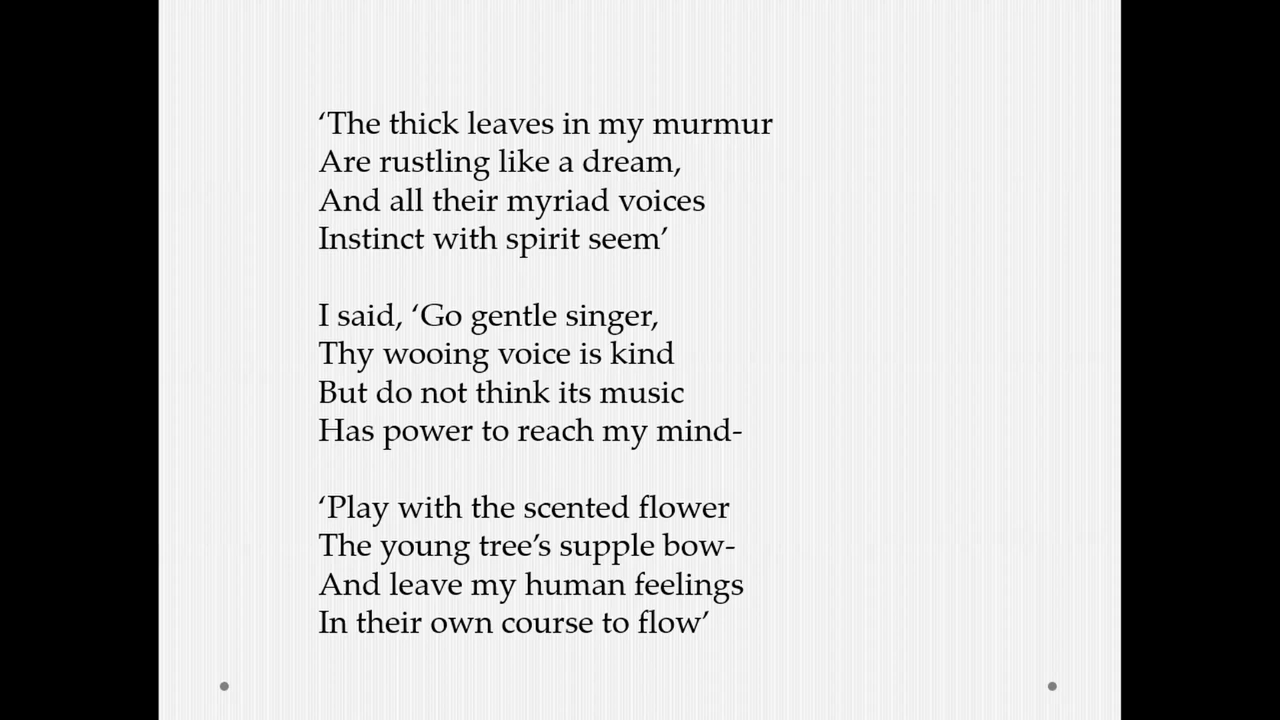 ‘The thick leaves in my murmur
Are rustling like a dream,
And all their myriad voices
Instinct with spirit seem’
I said, ‘Go gentle singer,
Thy wooing voice is kind
But do not think its music
Has power to reach my mind-
‘Play with the scented flower
The young tree’s supple bow-
And leave my human feelings
In their own course to flow’